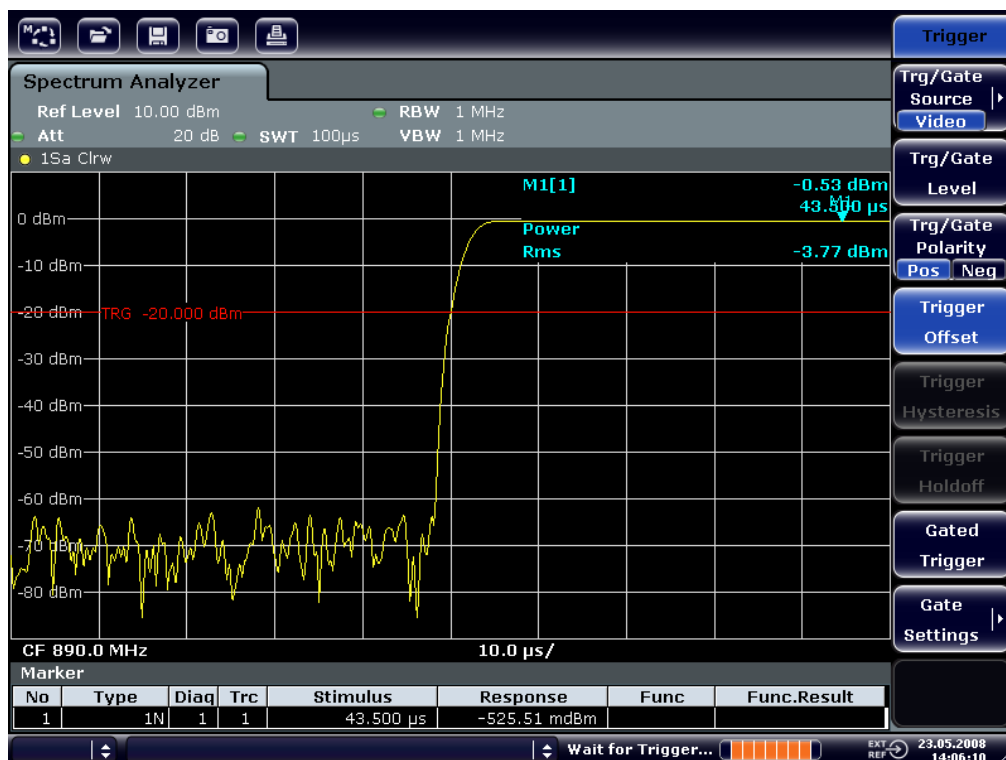 Trigger
Spectrum Analyzer
Ref Level 10.00 dBm RBW 1 MHz
Att 20 dB SWT 100µs VBW 1 MHz
1Sa Clrw
M1[1] -0.53 dBm
43.500 µs
M1
Power
Rms -3.77 dBm
0 dBm
-10 dBm
-20 dBm
TRG -20.000 dBm
-30 dBm
-40 dBm
-50 dBm
-60 dBm
-70 dBm
-80 dBm
CF 890.0 MHz 10.0 µs/
Marker
No Type Diag Trc Stimulus Response Func Func.Result
1 1N 1 1 43.500 µs -525.51 mdBm
Wait for Trigger...
EXT
REF
23.05.2008
14:06:10
Trg/Gate
Source
Video
Trg/Gate
Level
Trg/Gate
Polarity
Pos Neg
Trigger
Offset
Trigger
Hysteresis
Trigger
Holdoff
Gated
Trigger
Gate
Settings